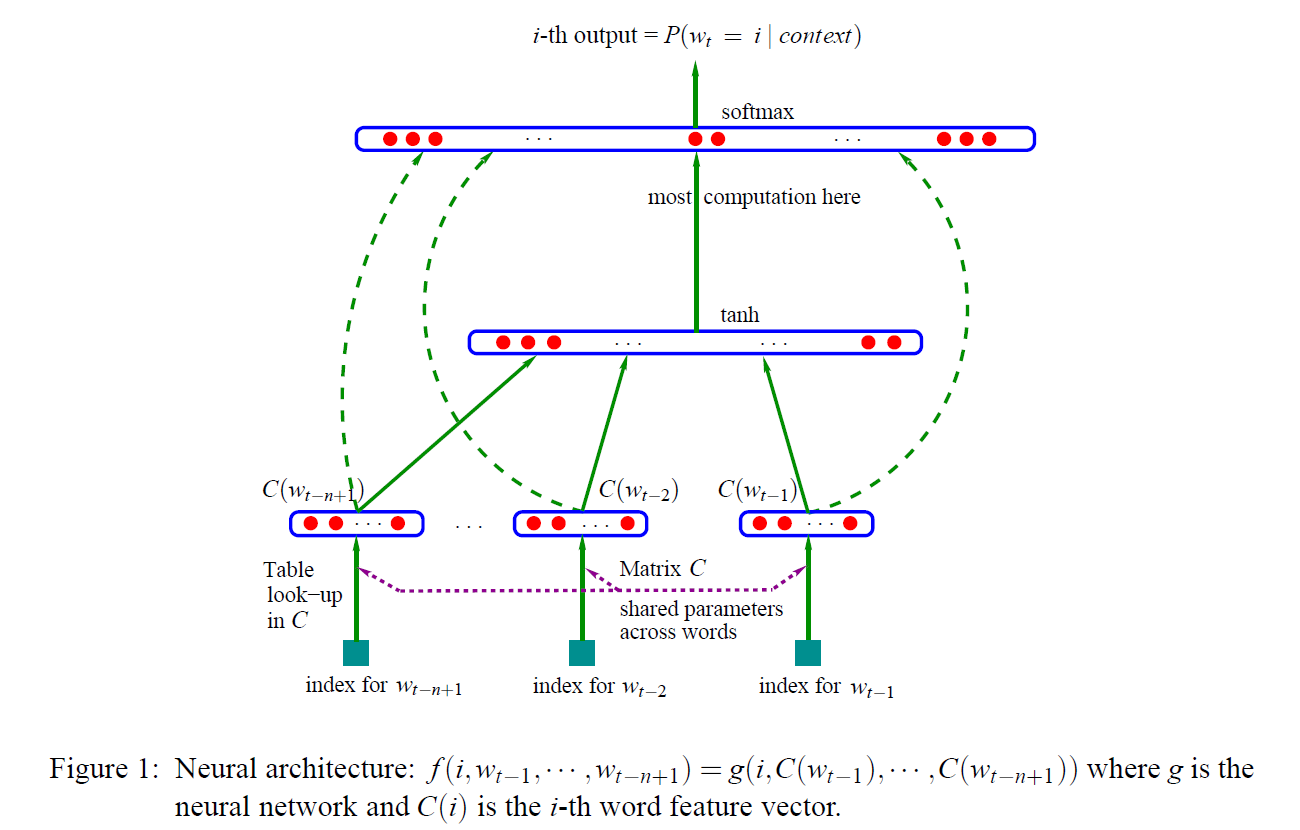 i-th output = P(w_t = i | context)
softmax
. . .
. . .
most computation here
tanh
. . .
. . .
C(w_{t−n+1})
C(w_{t−2})
C(w_{t−1})
. . .
. . .
. . .
. . .
Table
look−up
in C
Matrix C
shared parameters
across words
index for w_{t−n+1}
index for w_{t−2}
index for w_{t−1}
Figure 1: Neural architecture: f(i,w_{t−1},⋯,w_{t−n+1}) = g(i,C(w_{t−1}),⋯,C(w_{t−n+1})) where g is the
neural network and C(i) is the i-th word feature vector.